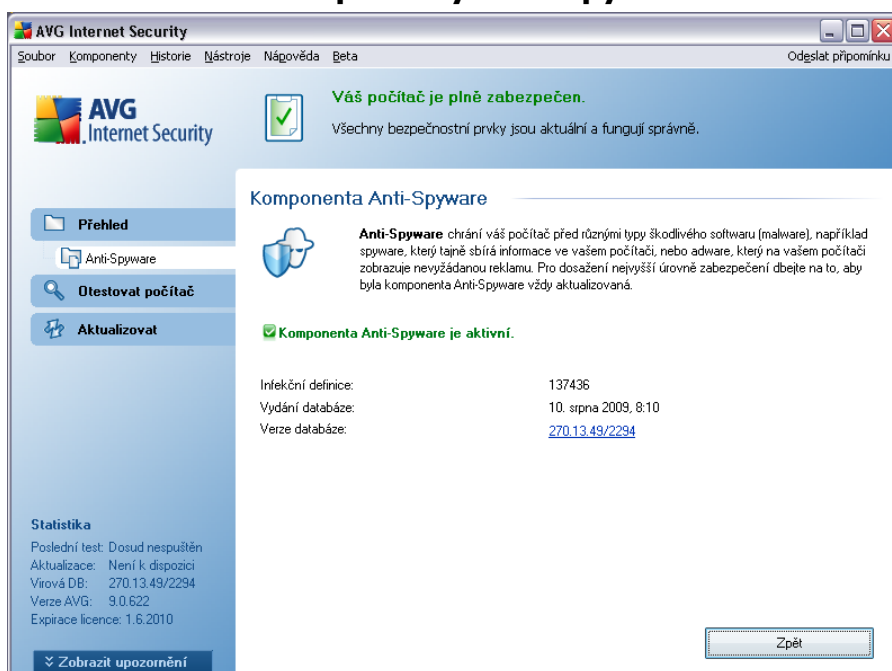 AVG Internet Security
Soubor Komponenty Historie Nástroje Nápověda Beta Odeslat připomínku
AVG
Internet Security
Váš počítač je plně zabezpečen.
Všechny bezpečnostní prvky jsou aktuální a fungují správně.
Přehled
Anti-Spyware
Otestovat počítač
Aktualizovat
Komponenta Anti-Spyware
Anti-Spyware chrání váš počítač před různými typy škodlivého softwaru (malware), například
spyware, který tajně sbírá informace ve vašem počítači, nebo adware, který na vašem počítači
zobrazuje nevyžádanou reklamu. Pro dosažení nejvyšší úrovně zabezpečení dbejte na to, aby
byla komponenta Anti-Spyware vždy aktualizovaná.
Komponenta Anti-Spyware je aktivní.
Infekční definice: 137436
Vydání databáze: 10. srpna 2009, 8:10
Verze databáze: 270.13.49/2294
Statistika
Poslední test: Dosud nespuštěn
Aktualizace: Není k dispozici
Virová DB: 270.13.49/2294
Verze AVG: 9.0.622
Expirace licence: 1.6.2010
Zobrazit upozornění
Zpět